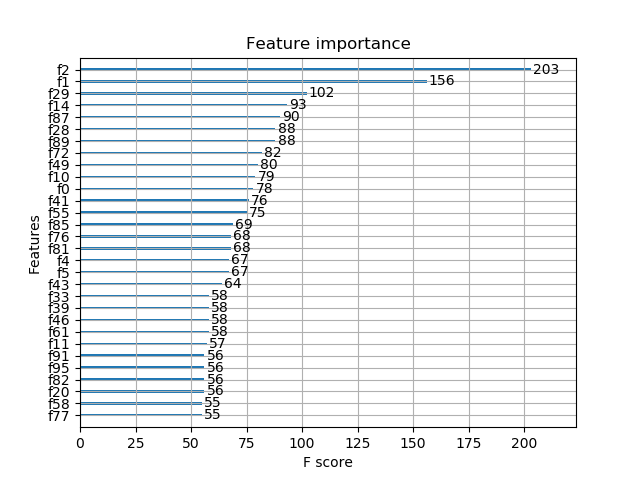 Feature importance
f2 203
f1 156
f29 102
f14 93
f87 90
f28 88
f89 88
f72 82
f49 80
f10 79
f0 78
f41 76
f55 75
f85 69
f76 68
f81 68
f4 67
f5 67
f43 64
f33 58
f39 58
f46 58
f61 58
f11 57
f91 56
f95 56
f82 56
f20 56
f58 55
f77 55
Features
0 25 50 75 100 125 150 175 200
F score